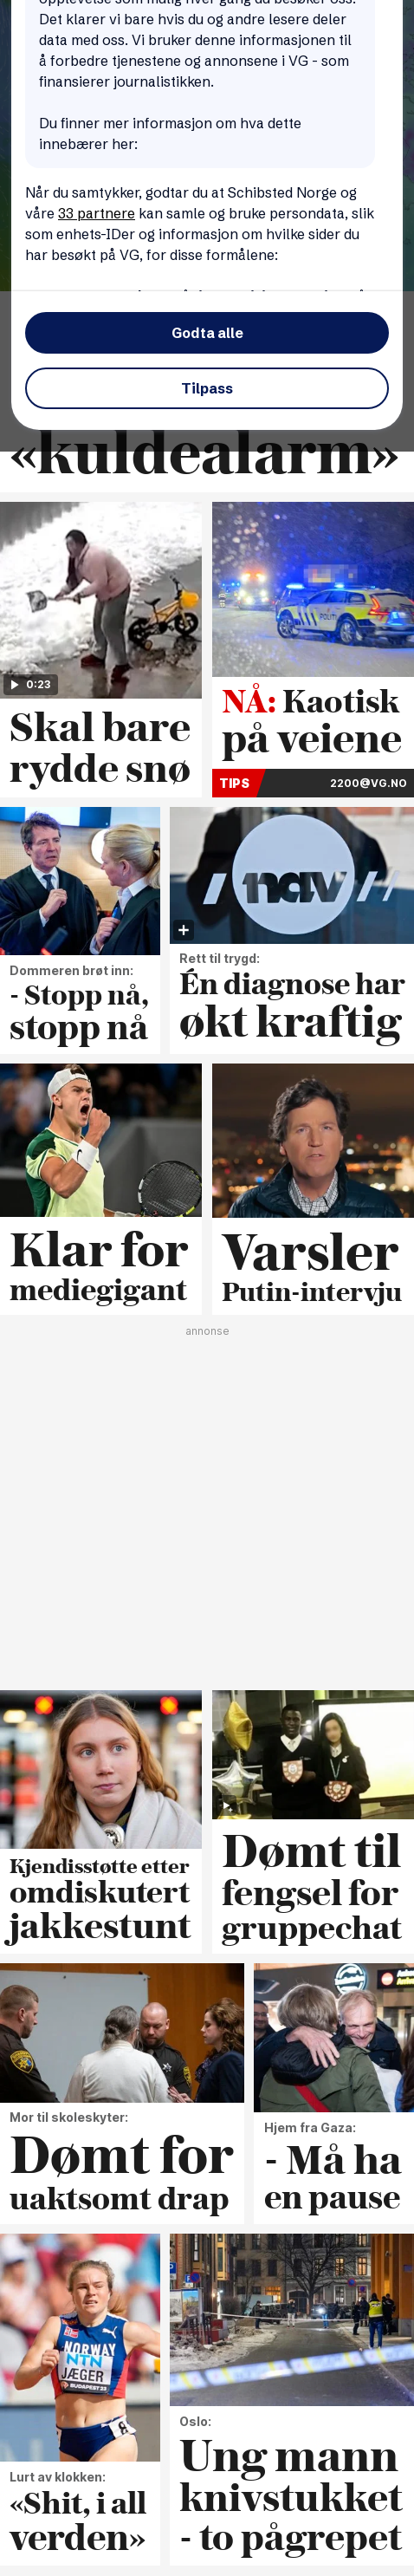 Det klarer vi bare hvis du og andre lesere deler
data med oss. Vi bruker denne informasjonen til
å forbedre tjenestene og annonsene i VG - som
finansierer journalistikken.
Du finner mer informasjon om hva dette
innebærer her:
Når du samtykker, godtar du at Schibsted Norge og
våre 33 partnere kan samle og bruke persondata, slik
som enhets-IDer og informasjon om hvilke sider du
har besøkt på VG, for disse formålene:
Godta alle
Tilpass
«kuldealarm»
0:23
Skal bare
rydde snø
POLITI
NÅ: Kaotisk
på veiene
TIPS
2200@VG.NO
Dommeren brøt inn:
- Stopp nå,
stopp nå
nav
Rett til trygd:
Én diagnose har
økt kraftig
Klar for
mediegigant
Varsler
Putin-intervju
annonse
Kjendisstøtte etter
omdiskutert
jakkestunt
Dømt til
fengsel for
gruppechat
Mor til skoleskyter:
Dømt for
uaktsomt drap
Hjem fra Gaza:
- Må ha
en pause
NORWAY
NTN
JÆGER
BUDAPEST23
Lurt av klokken:
«Shit, i all
verden»
Oslo:
Ung mann
knivstukket
- to pågrepet